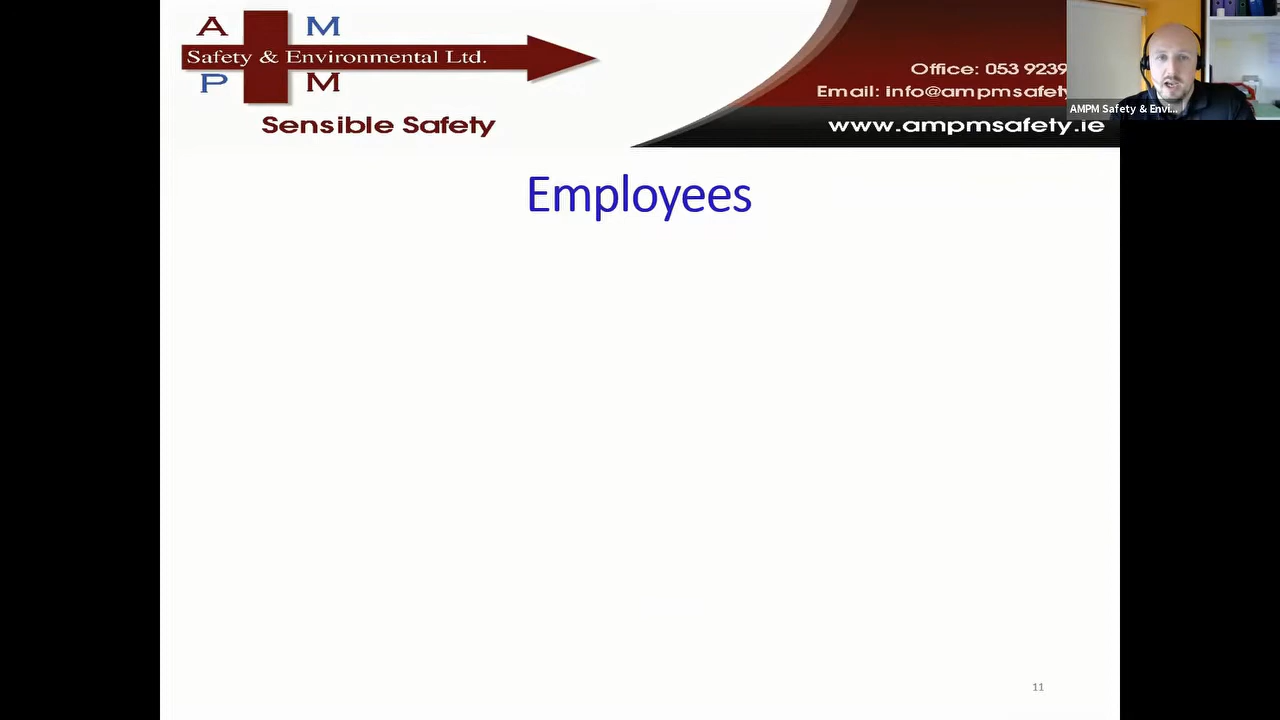 A M
Safety & Environmental Ltd.
P M
Sensible Safety
Office: 053 9239
Email: info@ampmsafety
www.ampmsafety.ie
AMPM Safety & Envi...
Employees
11